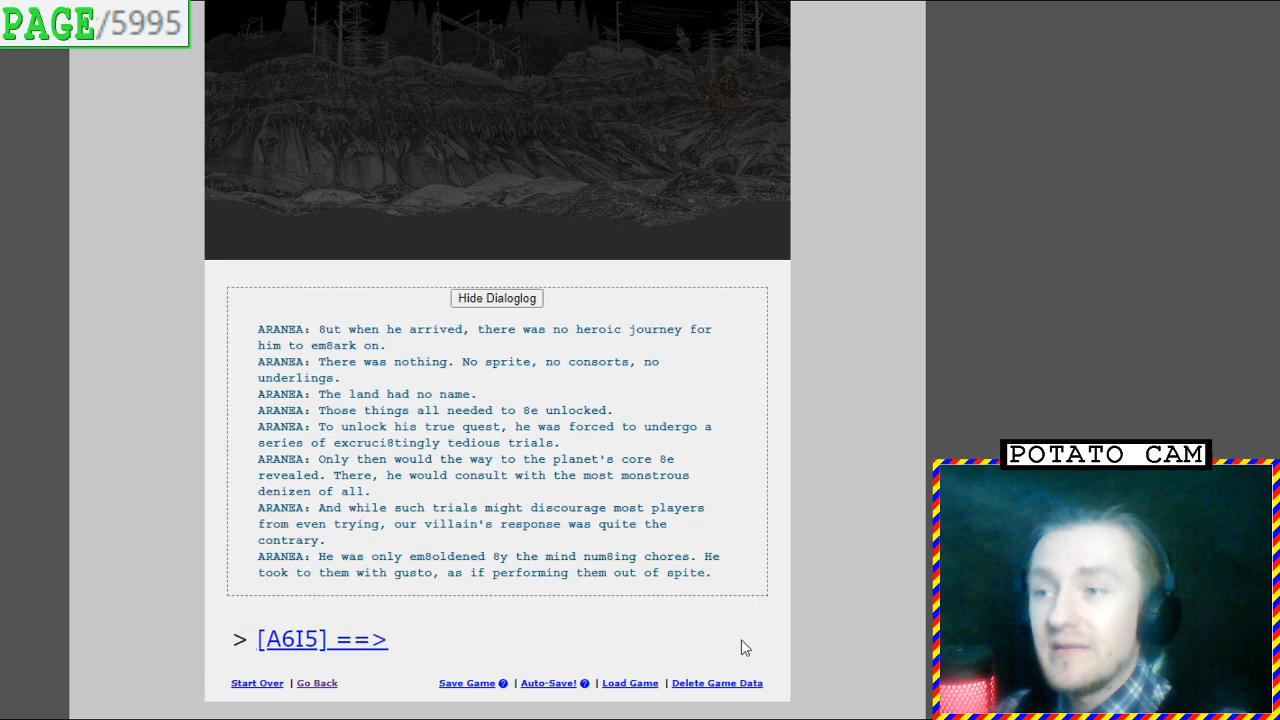 PAGE/5995
Hide Dialoglog
ARANEA: 8ut when he arrived, there was no heroic journey for
him to em8ark on.
ARANEA: There was nothing. No sprite, no consorts, no
underlings.
ARANEA: The land had no name.
ARANEA: Those things all needed to 8e unlocked.
ARANEA: To unlock his true quest, he was forced to undergo a
series of excruci8tingly tedious trials.
ARANEA: Only then would the way to the planet's core 8e
revealed. There, he would consult with the most monstrous
denizen of all.
ARANEA: And while such trials might discourage most players
from even trying, our villain's response was quite the
contrary.
ARANEA: He was only em8oldened 8y the mind num8ing chores. He
took to them with gusto, as if performing them out of spite.
> [A6I5] ==>
Start Over | Go Back Save Game ? | Auto-Save! ? | Load Game | Delete Game Data
POTATO CAM